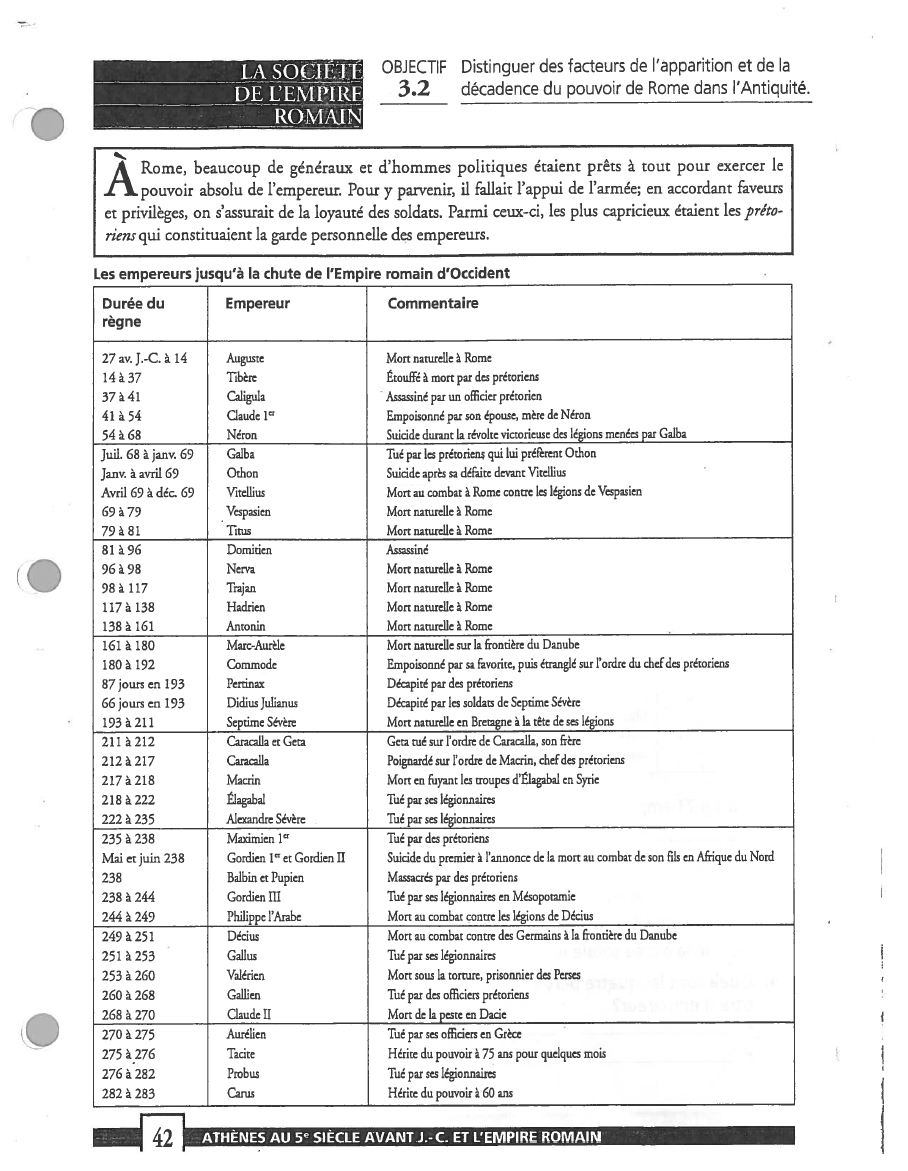 LA SOCIÉTÉ
DE L'EMPIRE
ROMAIN
OBJECTIF
3.2
Distinguer des facteurs de l'apparition et de la
décadence du pouvoir de Rome dans l'Antiquité.
À Rome, beaucoup de généraux et d'hommes politiques étaient prêts à tout pour exercer le
pouvoir absolu de l'empereur. Pour y parvenir, il fallait l'appui de l'armée; en accordant faveurs
et privilèges, on s'assurait de la loyauté des soldats. Parmi ceux-ci, les plus capricieux étaient les préto-
riens qui constituaient la garde personnelle des empereurs.
Les empereurs jusqu'à la chute de l'Empire romain d'Occident
Durée du règne Empereur Commentaire
27 av. J.-C. à 14 Auguste Mort naturelle à Rome
14 à 37 Tibère Étouffé à mort par des prétoriens
37 à 41 Caligula Assassiné par un officier prétorien
41 à 54 Claude 1er Empoisonné par son épouse, mère de Néron
54 à 68 Néron Suicide durant la révolte victorieuse des légions menées par Galba
Juil. 68 à janv. 69 Galba Tué par les prétoriens qui lui préfèrent Othon
Janv. à avril 69 Othon Suicide après sa défaite devant Vitellius
Avril 69 à déc. 69 Vitellius Mort au combat à Rome contre les légions de Vespasien
69 à 79 Vespasien Mort naturelle à Rome
79 à 81 Titus Mort naturelle à Rome
81 à 96 Domitien Assassiné
96 à 98 Nerva Mort naturelle à Rome
98 à 117 Trajan Mort naturelle à Rome
117 à 138 Hadrien Mort naturelle à Rome
138 à 161 Antonin Mort naturelle à Rome
161 à 180 Marc-Aurèle Mort naturelle sur la frontière du Danube
180 à 192 Commode Empoisonné par sa favorite, puis étranglé sur l'ordre du chef des prétoriens
87 jours en 193 Pertinax Décapité par des prétoriens
66 jours en 193 Didius Julianus Décapité par les soldats de Septime Sévère
193 à 211 Septime Sévère Mort naturelle en Bretagne à la tête de ses légions
211 à 212 Caracalla et Geta Geta tué sur l'ordre de Caracalla, son frère
212 à 217 Caracalla Poignardé sur l'ordre de Macrin, chef des prétoriens
217 à 218 Macrin Mort en fuyant les troupes d'Élagabal en Syrie
218 à 222 Élagabal Tué par ses légionnaires
222 à 235 Alexandre Sévère Tué par ses légionnaires
235 à 238 Maximien 1er Tué par des prétoriens
Mai et juin 238 Gordien 1er et Gordien II Suicide du premier à l'annonce de la mort au combat de son fils en Afrique du Nord
238 Balbin et Pupien Massacrés par des prétoriens
238 à 244 Gordien III Tué par ses légionnaires en Mésopotamie
244 à 249 Philippe l'Arabe Mort au combat contre les légions de Décius
249 à 251 Décius Mort au combat contre des Germains à la frontière du Danube
251 à 253 Gallus Tué par ses légionnaires
253 à 260 Valérien Mort sous la torture, prisonnier des Perses
260 à 268 Gallien Tué par des officiers prétoriens
268 à 270 Claude II Mort de la peste en Dacie
270 à 275 Aurélien Tué par ses officiers en Grèce
275 à 276 Tacite Hérite du pouvoir à 75 ans pour quelques mois
276 à 282 Probus Tué par ses légionnaires
282 à 283 Carus Hérite du pouvoir à 60 ans
42 ATHÈNES AU 5e SIÈCLE AVANT J.-C. ET L'EMPIRE ROMAIN